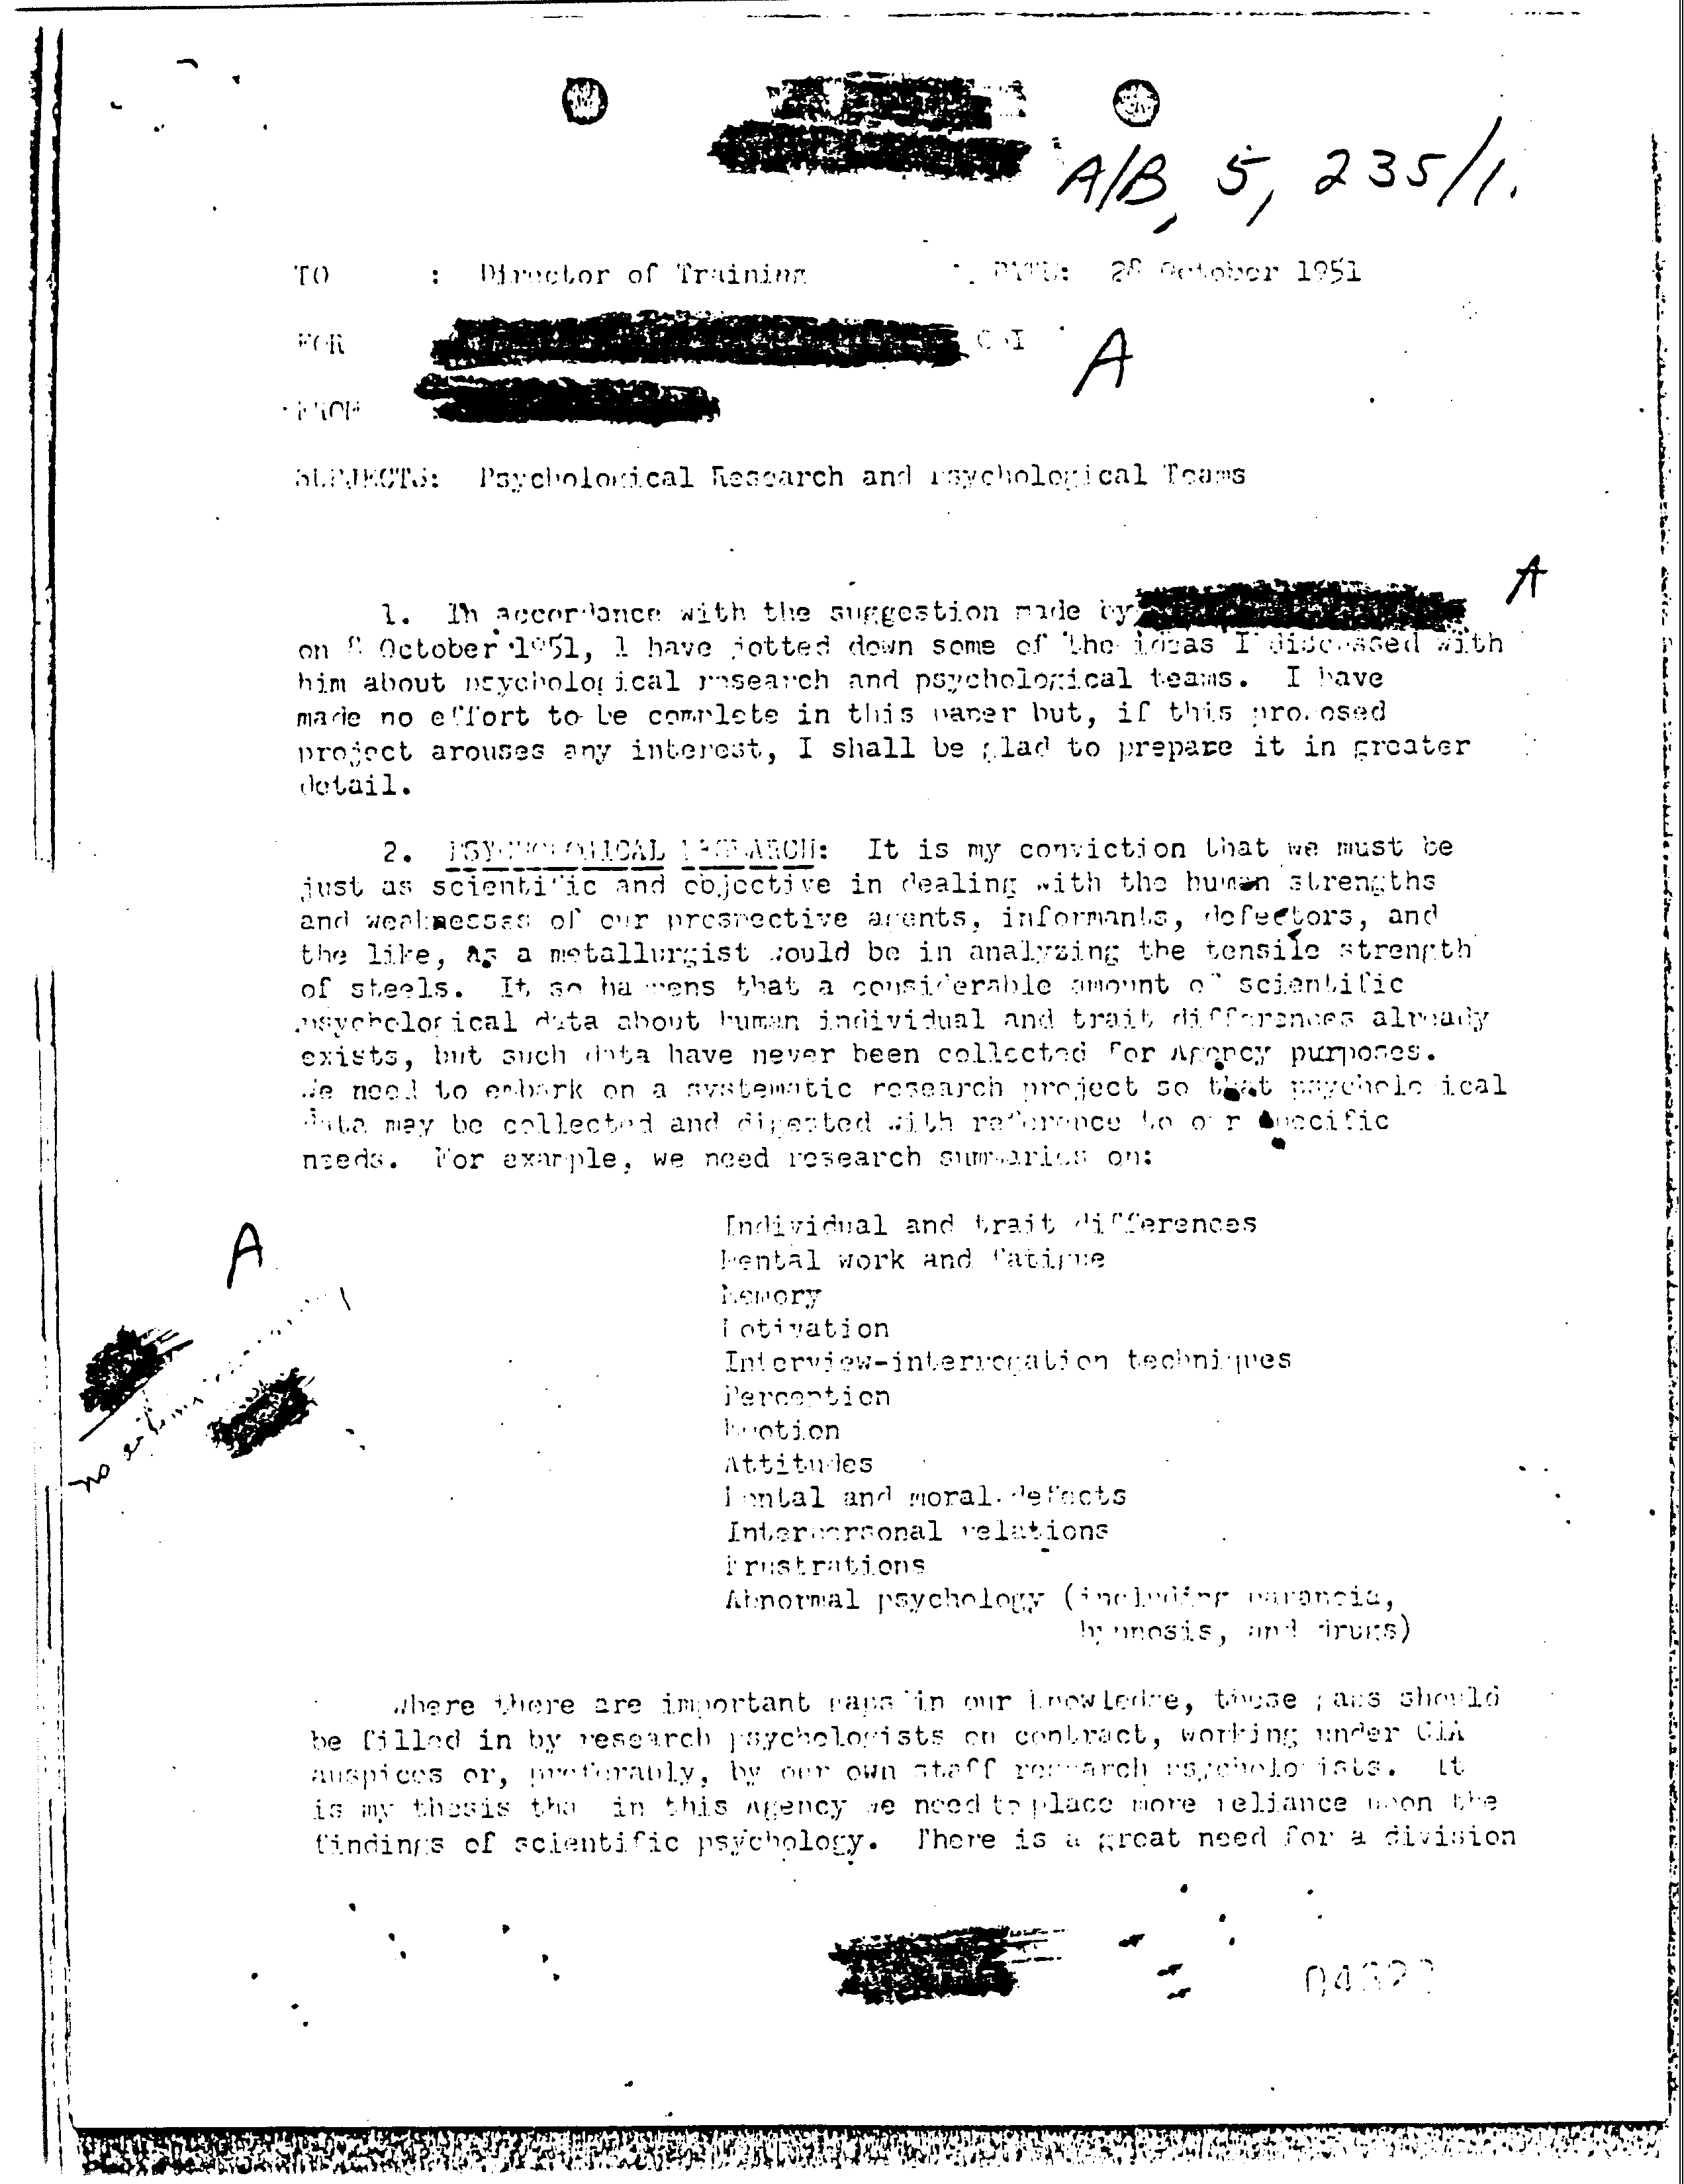 A/B, 5, 235/1.
TO : Director of Training DATE: 28 October 1951
FOR A
FROM
SUBJECTS: Psychological Research and Psychological Teams
A
1. In accordance with the suggestion made by
on October 1951, I have jotted down some of the ideas I discussed with
him about psychological research and psychological teams. I have
made no effort to be complete in this paper but, if this proposed
project arouses any interest, I shall be glad to prepare it in greater
detail.
2. PSYCHOLOGICAL RESEARCH: It is my conviction that we must be
just as scientific and objective in dealing with the human strengths
and weaknesses of our prospective agents, informants, defectors, and
the like, as a metallurgist would be in analyzing the tensile strength
of steels. It so happens that a considerable amount of scientific
psychological data about human individual and trait differences already
exists, but such data have never been collected for Agency purposes.
We need to embark on a systematic research project so that psychological
data may be collected and digested with reference to our specific
needs. For example, we need research summaries on:
Individual and trait differences
A
Mental work and fatigue
Memory
Motivation
Interview-interrogation techniques
Perception
Emotion
Attitudes
no
Mental and moral defects
Interpersonal relations
Frustrations
Abnormal psychology (including paranoia,
hypnosis, and drugs)
Where there are important gaps in our knowledge, these gaps should
be filled in by research psychologists on contract, working under CIA
auspices or, preferably, by our own staff research psychologists. It
is my thesis that in this Agency we need to place more reliance upon the
findings of scientific psychology. There is a great need for a division